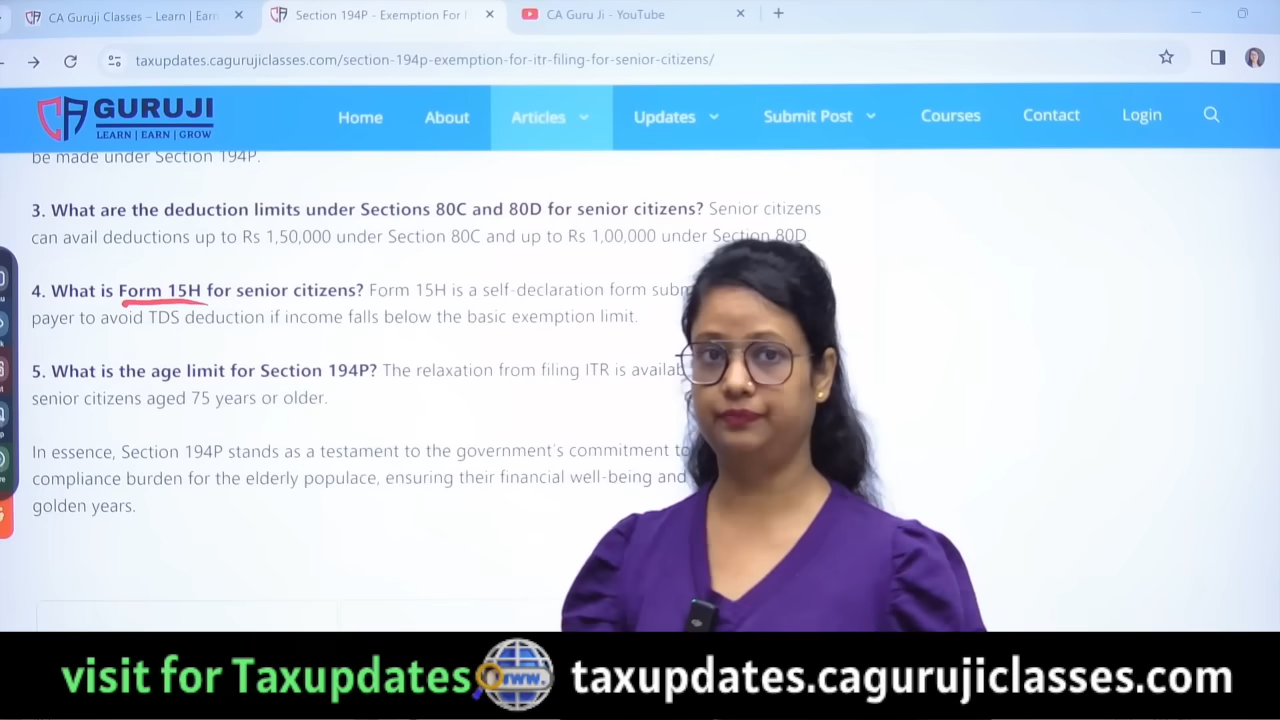 CA Guruji Classes – Learn | Earn
Section 194P - Exemption For
CA Guru Ji - YouTube
taxupdates.cagurujiclasses.com/section-194p-exemption-for-itr-filing-for-senior-citizens/
CA GURUJI
LEARN | EARN | GROW
Home
About
Articles
Updates
Submit Post
Courses
Contact
Login
be made under Section 194P.
3. What are the deduction limits under Sections 80C and 80D for senior citizens? Senior citizens
can avail deductions up to Rs 1,50,000 under Section 80C and up to Rs 1,00,000 under Section 80D
4. What is Form 15H for senior citizens? Form 15H is a self-declaration form
payer to avoid TDS deduction if income falls below the basic exemption limit.
5. What is the age limit for Section 194P? The relaxation from filing ITR is
senior citizens aged 75 years or older.
In essence, Section 194P stands as a testament to the government's commitment to
compliance burden for the elderly populace, ensuring their financial well-being and
golden years.
visit for Taxupdates www. taxupdates.cagurujiclasses.com